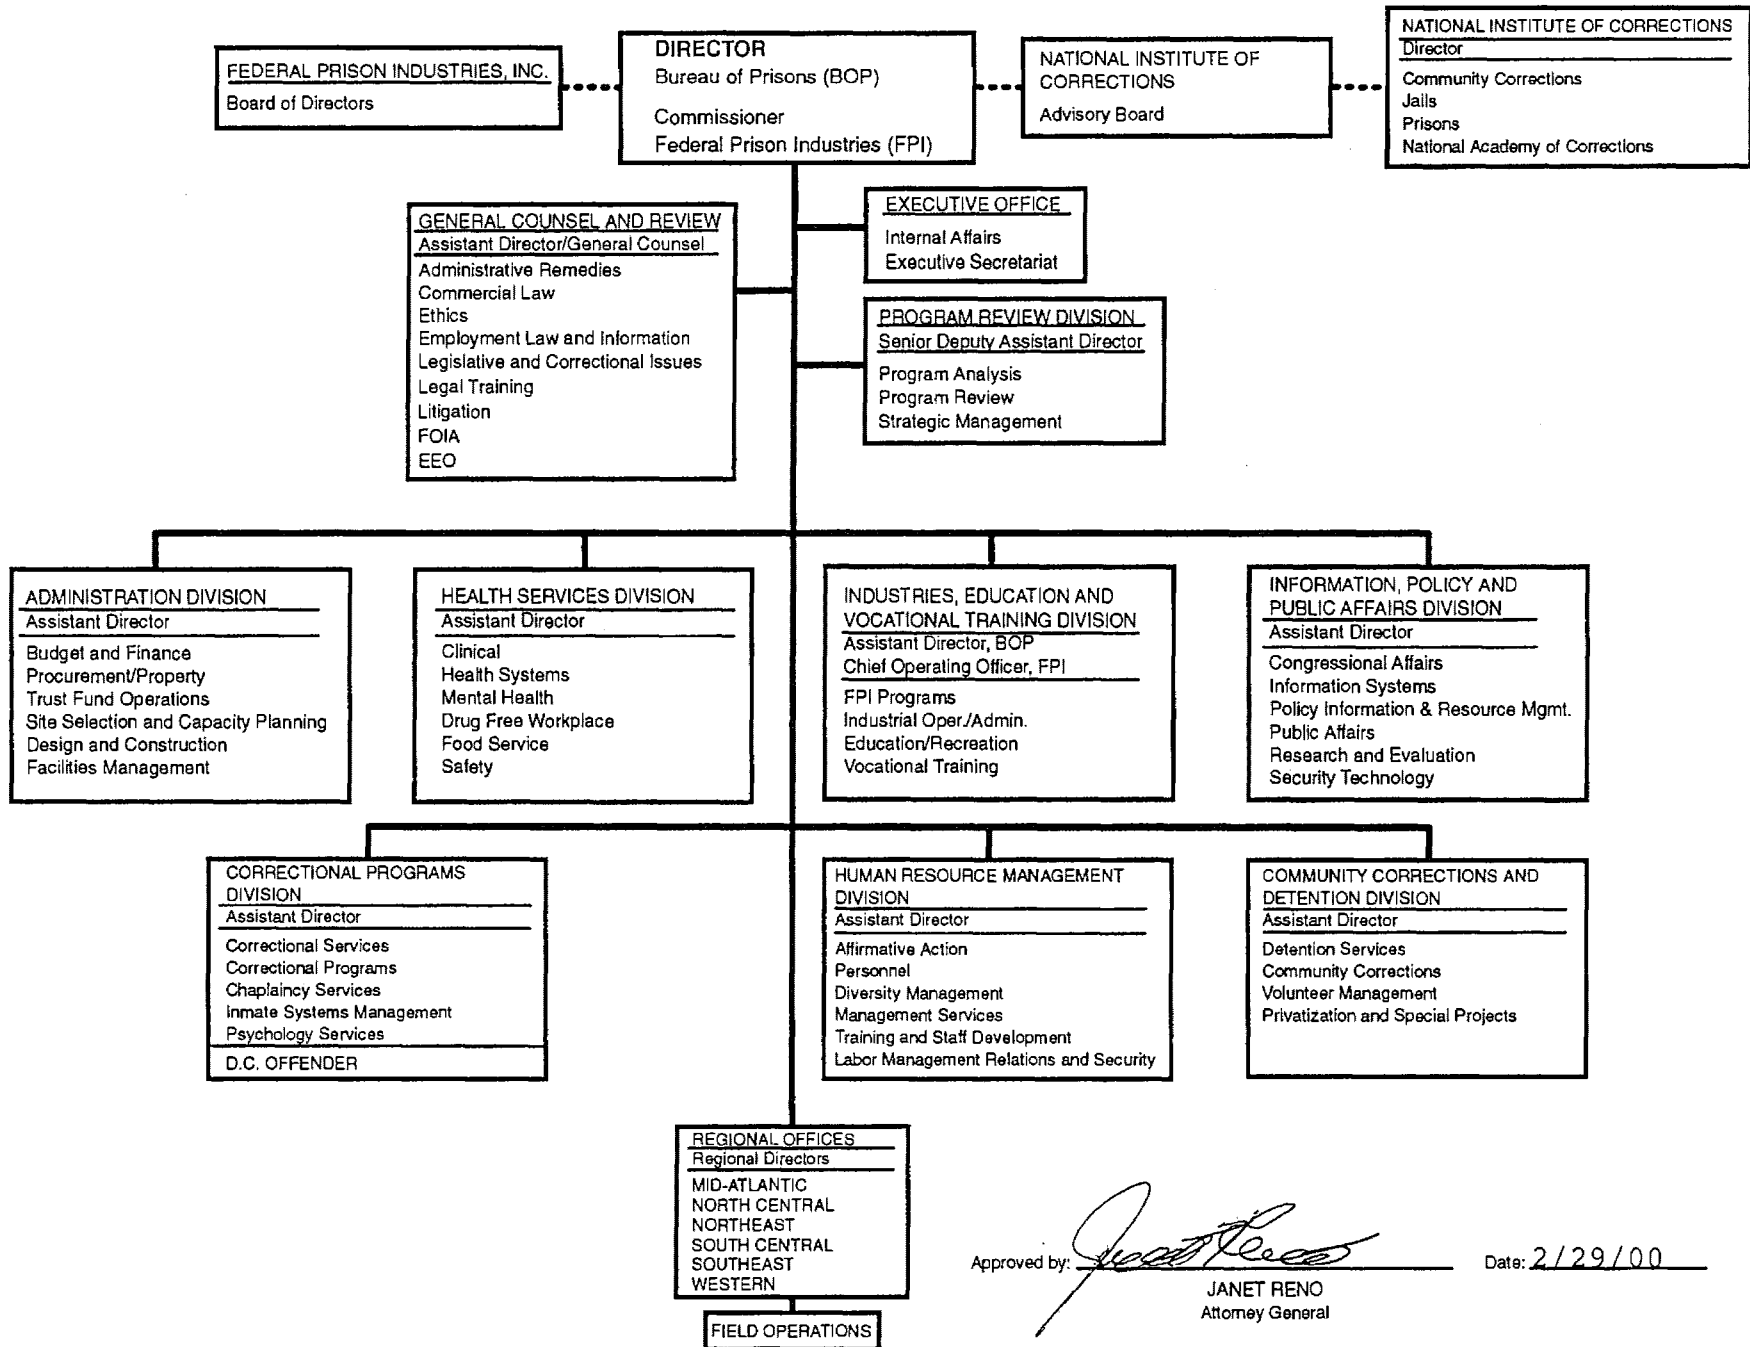 FEDERAL PRISON INDUSTRIES, INC.
Board of Directors
DIRECTOR
Bureau of Prisons (BOP)
Commissioner
Federal Prison Industries (FPI)
NATIONAL INSTITUTE OF
CORRECTIONS
Advisory Board
NATIONAL INSTITUTE OF CORRECTIONS
Director
Community Corrections
Jails
Prisons
National Academy of Corrections
GENERAL COUNSEL AND REVIEW
Assistant Director/General Counsel
Administrative Remedies
Commercial Law
Ethics
Employment Law and Information
Legislative and Correctional Issues
Legal Training
Litigation
FOIA
EEO
EXECUTIVE OFFICE
Internal Affairs
Executive Secretariat
PROGRAM REVIEW DIVISION
Senior Deputy Assistant Director
Program Analysis
Program Review
Strategic Management
ADMINISTRATION DIVISION
Assistant Director
Budget and Finance
Procurement/Property
Trust Fund Operations
Site Selection and Capacity Planning
Design and Construction
Facilities Management
HEALTH SERVICES DIVISION
Assistant Director
Clinical
Health Systems
Mental Health
Drug Free Workplace
Food Service
Safety
INDUSTRIES, EDUCATION AND
VOCATIONAL TRAINING DIVISION
Assistant Director, BOP
Chief Operating Officer, FPI
FPI Programs
Industrial Oper./Admin.
Education/Recreation
Vocational Training
INFORMATION, POLICY AND
PUBLIC AFFAIRS DIVISION
Assistant Director
Congressional Affairs
Information Systems
Policy Information & Resource Mgmt.
Public Affairs
Research and Evaluation
Security Technology
CORRECTIONAL PROGRAMS
DIVISION
Assistant Director
Correctional Services
Correctional Programs
Chaplaincy Services
Inmate Systems Management
Psychology Services
D.C. OFFENDER
HUMAN RESOURCE MANAGEMENT
DIVISION
Assistant Director
Affirmative Action
Personnel
Diversity Management
Management Services
Training and Staff Development
Labor Management Relations and Security
COMMUNITY CORRECTIONS AND
DETENTION DIVISION
Assistant Director
Detention Services
Community Corrections
Volunteer Management
Privatization and Special Projects
REGIONAL OFFICES
Regional Directors
MID-ATLANTIC
NORTH CENTRAL
NORTHEAST
SOUTH CENTRAL
SOUTHEAST
WESTERN
FIELD OPERATIONS
Approved by: Janet Reno
JANET RENO
Attorney General
Date: 2/29/00